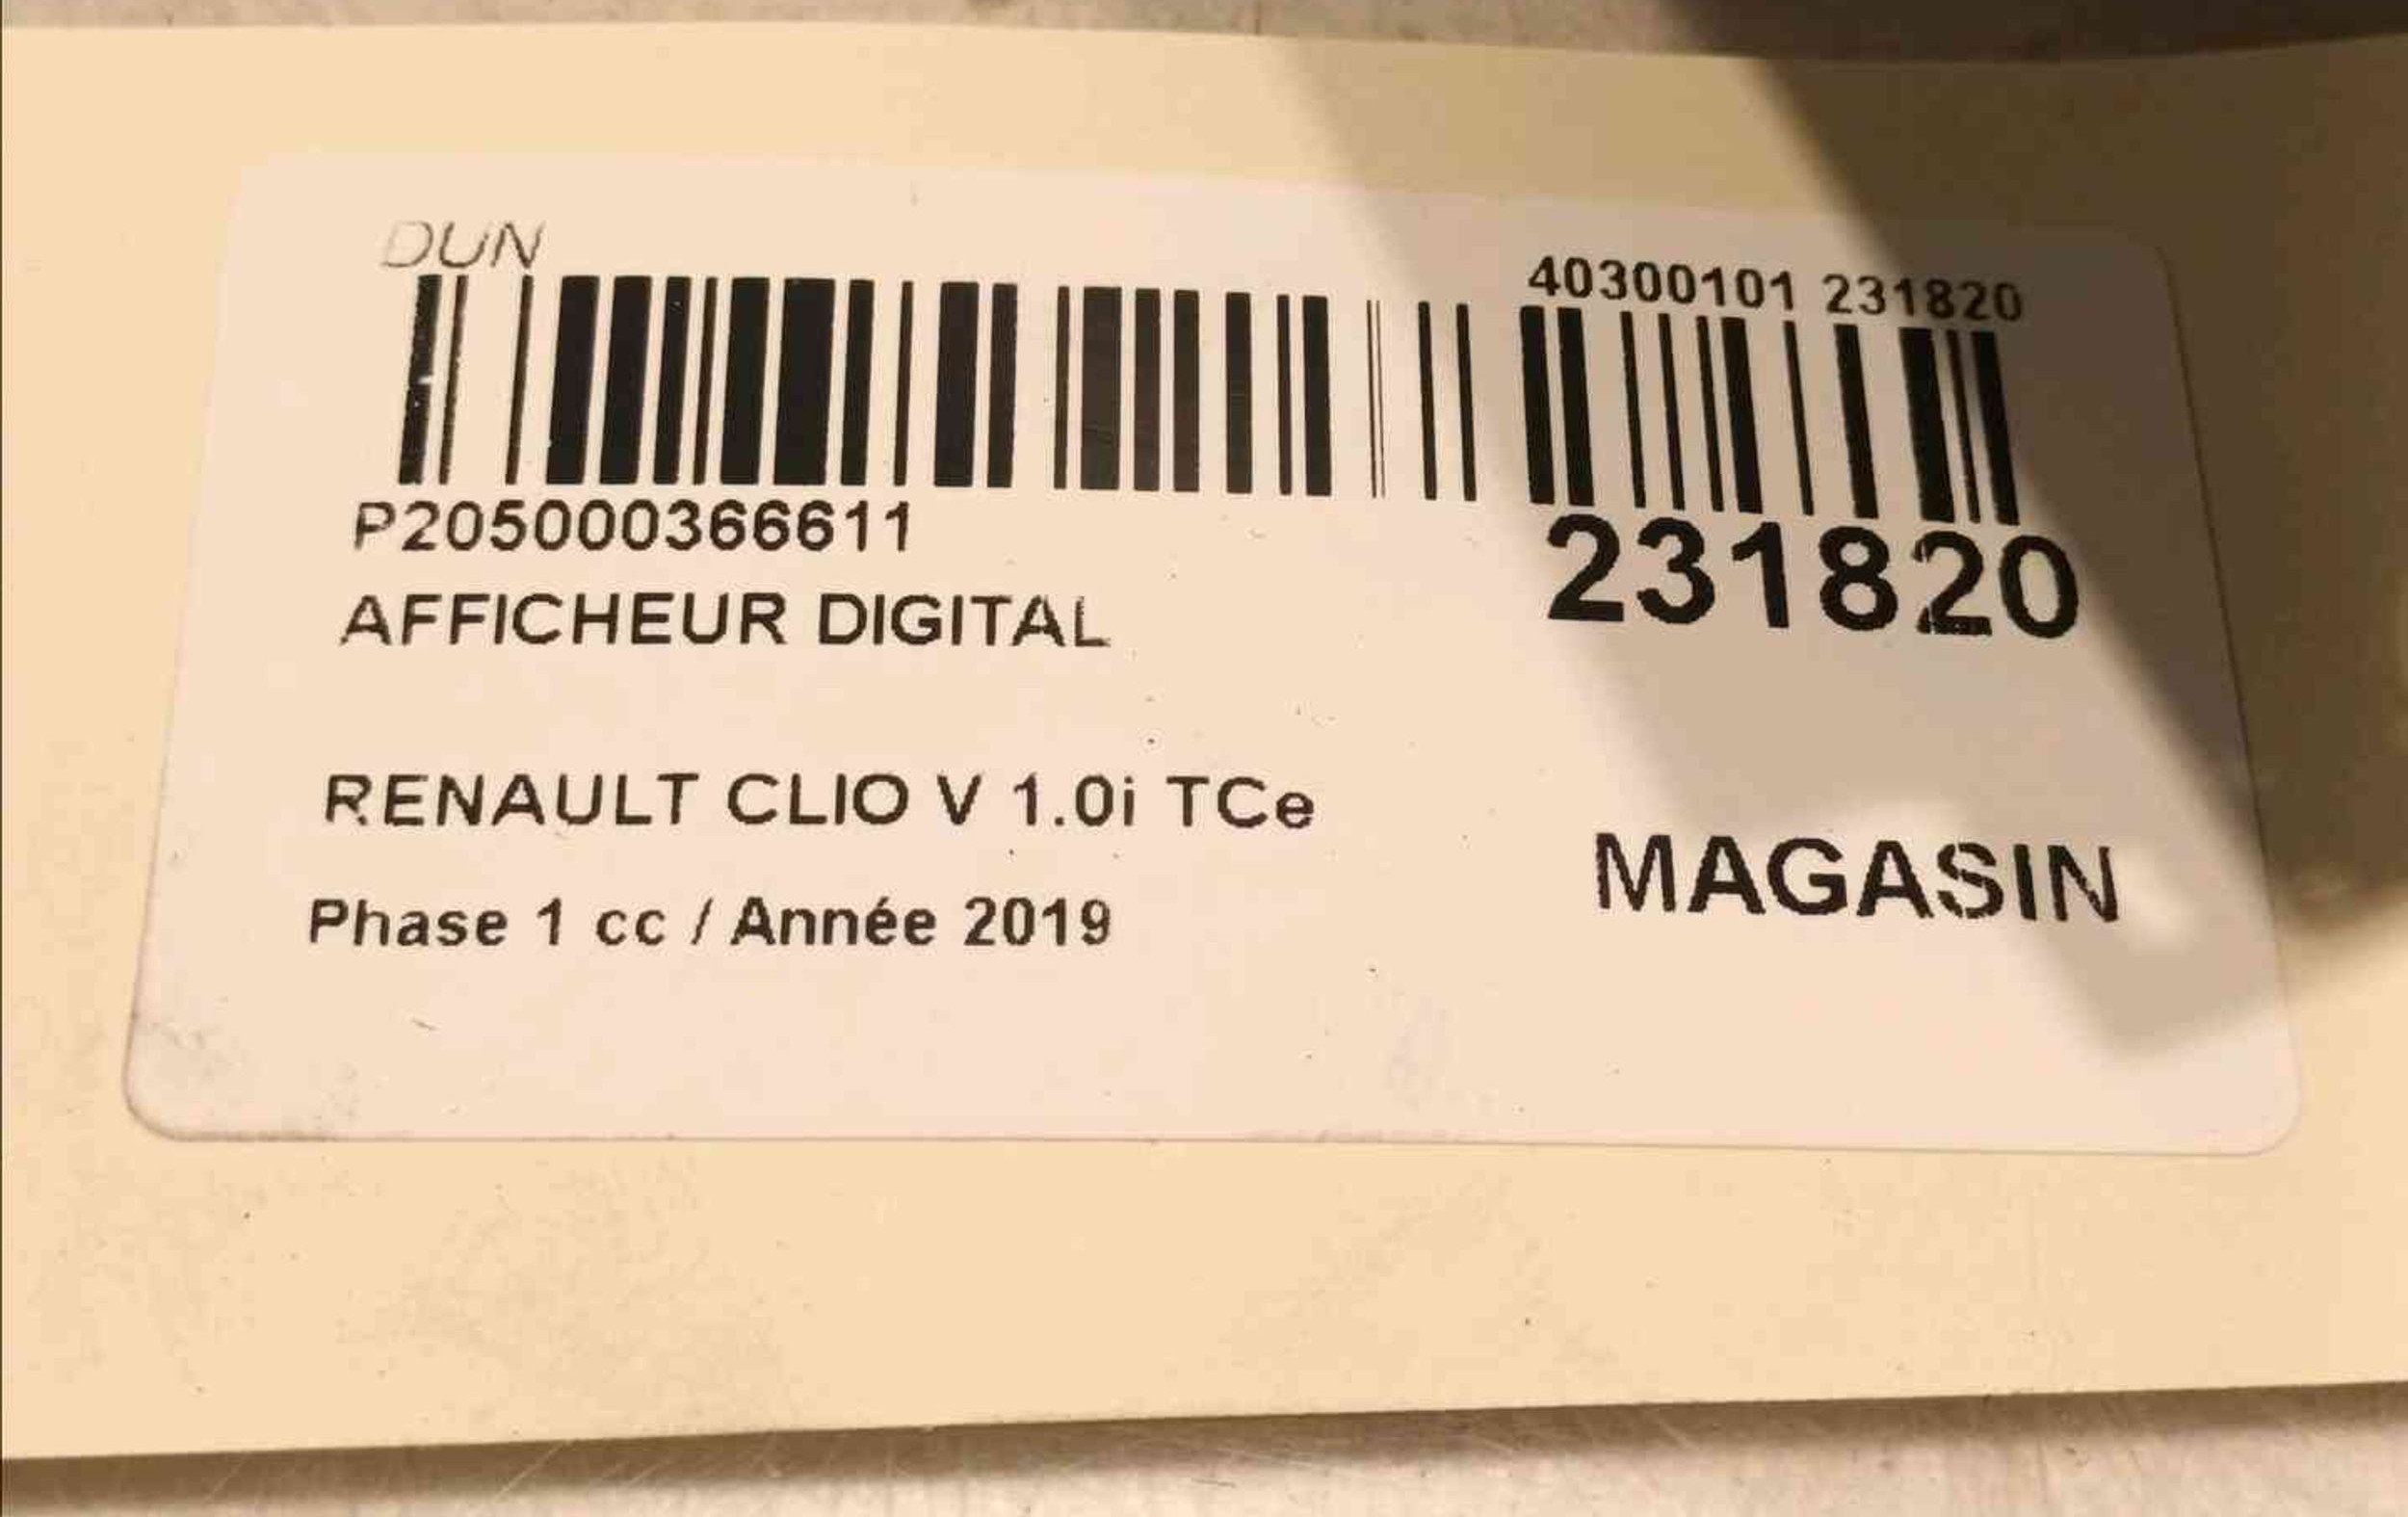 DUN
40300101 231820
P205000366611
231820
AFFICHEUR DIGITAL
RENAULT CLIO V 1.0i TCe
MAGASIN
Phase 1 cc / Année 2019